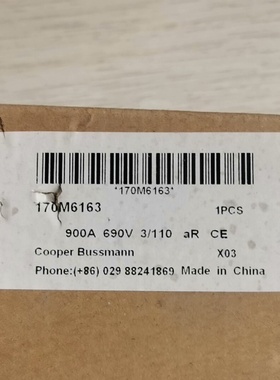 *170M6163*
170M6163 1PCS
900A 690V 3/110 aR CE
Cooper Bussmann X03
Phone:(+86) 029 88241869 Made in China